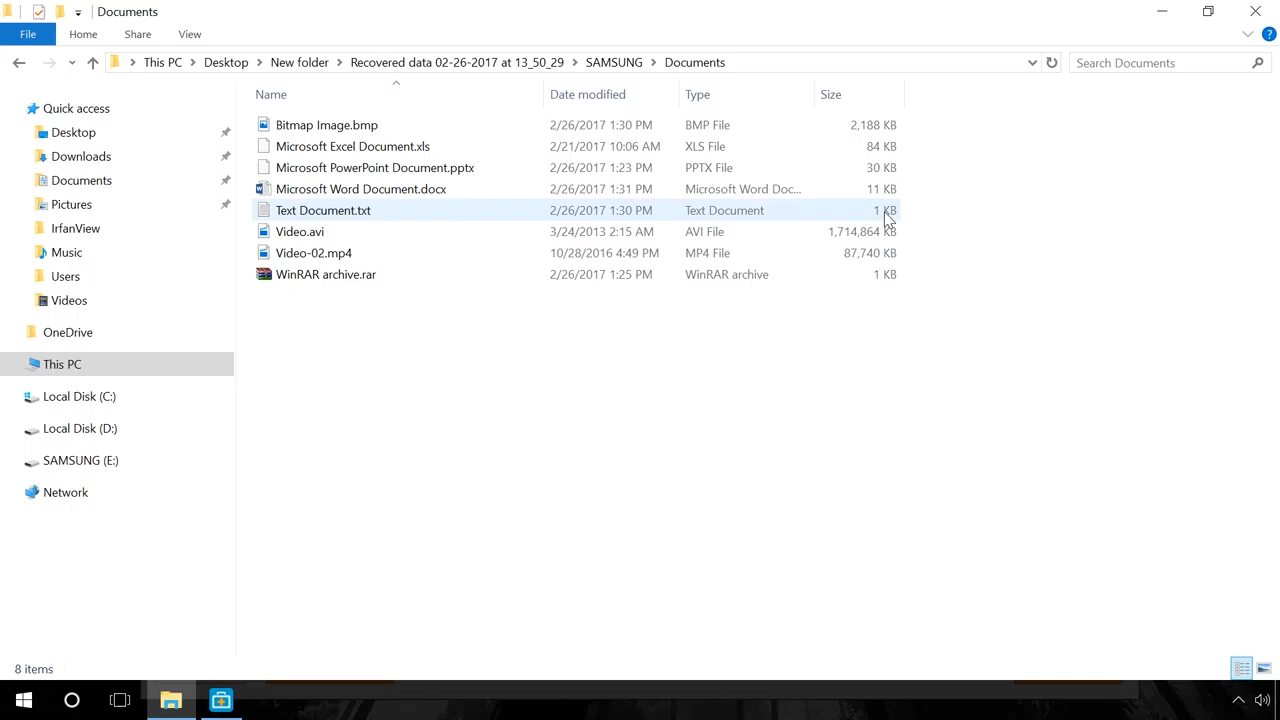 Documents
File Home Share View
This PC Desktop New folder Recovered data 02-26-2017 at 13_50_29 SAMSUNG Documents Search Documents
Name Date modified Type Size
Quick access
Desktop
Downloads
Documents
Pictures
IrfanView
Music
Users
Videos
OneDrive
This PC
Local Disk (C:)
Local Disk (D:)
SAMSUNG (E:)
Network
Bitmap Image.bmp 2/26/2017 1:30 PM BMP File 2,188 KB
Microsoft Excel Document.xls 2/21/2017 10:06 AM XLS File 84 KB
Microsoft PowerPoint Document.pptx 2/26/2017 1:23 PM PPTX File 30 KB
Microsoft Word Document.docx 2/26/2017 1:31 PM Microsoft Word Doc... 11 KB
Text Document.txt 2/26/2017 1:30 PM Text Document 1 KB
Video.avi 3/24/2013 2:15 AM AVI File 1,714,864 KB
Video-02.mp4 10/28/2016 4:49 PM MP4 File 87,740 KB
WinRAR archive.rar 2/26/2017 1:25 PM WinRAR archive 1 KB
8 items